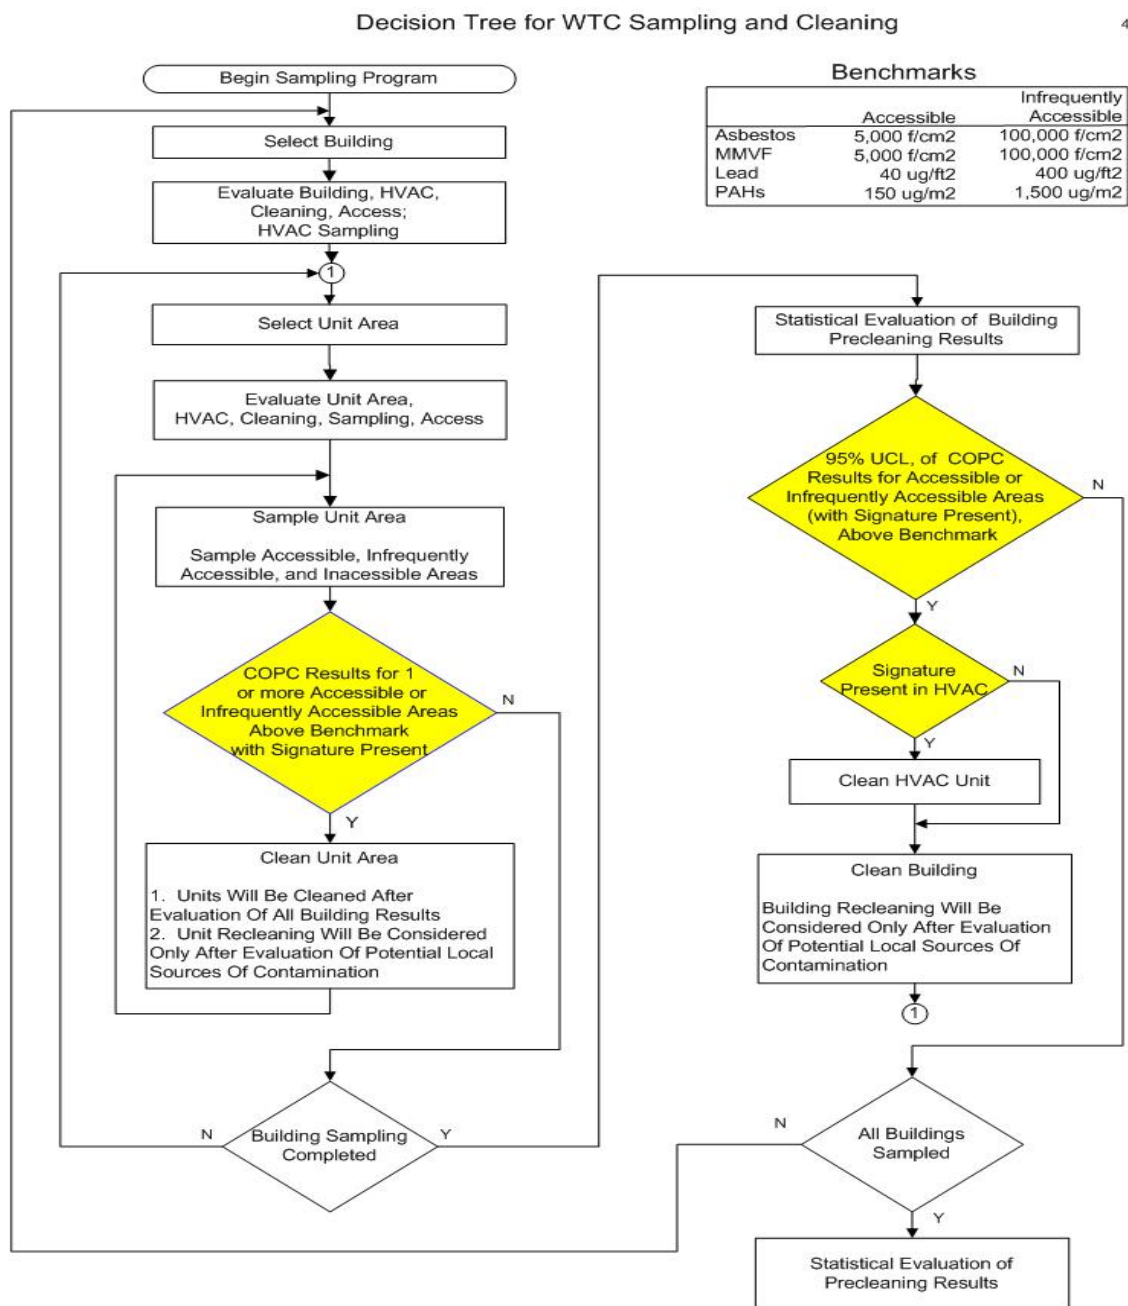 Decision Tree for WTC Sampling and Cleaning
4
Begin Sampling Program
Select Building
Evaluate Building, HVAC,
Cleaning, Access;
HVAC Sampling
1
Select Unit Area
Evaluate Unit Area,
HVAC, Cleaning, Sampling, Access
Sample Unit Area
Sample Accessible, Infrequently
Accessible, and Inacessible Areas
COPC Results for 1
or more Accessible or
Infrequently Accessible Areas
Above Benchmark
with Signature Present
N
Y
Clean Unit Area
1. Units Will Be Cleaned After
Evaluation Of All Building Results
2. Unit Recleaning Will Be Considered
Only After Evaluation Of Potential Local
Sources Of Contamination
N
Building Sampling
Completed
Y
Benchmarks
Accessible Infrequently Accessible
Asbestos 5,000 f/cm2 100,000 f/cm2
MMVF 5,000 f/cm2 100,000 f/cm2
Lead 40 ug/ft2 400 ug/ft2
PAHs 150 ug/m2 1,500 ug/m2
Statistical Evaluation of Building
Precleaning Results
95% UCL, of COPC
Results for Accessible or
Infrequently Accessible Areas
(with Signature Present),
Above Benchmark
N
Y
Signature
Present in HVAC
N
Y
Clean HVAC Unit
Clean Building
Building Recleaning Will Be
Considered Only After Evaluation
Of Potential Local Sources Of
Contamination
1
N
All Buildings
Sampled
Y
Statistical Evaluation of
Precleaning Results